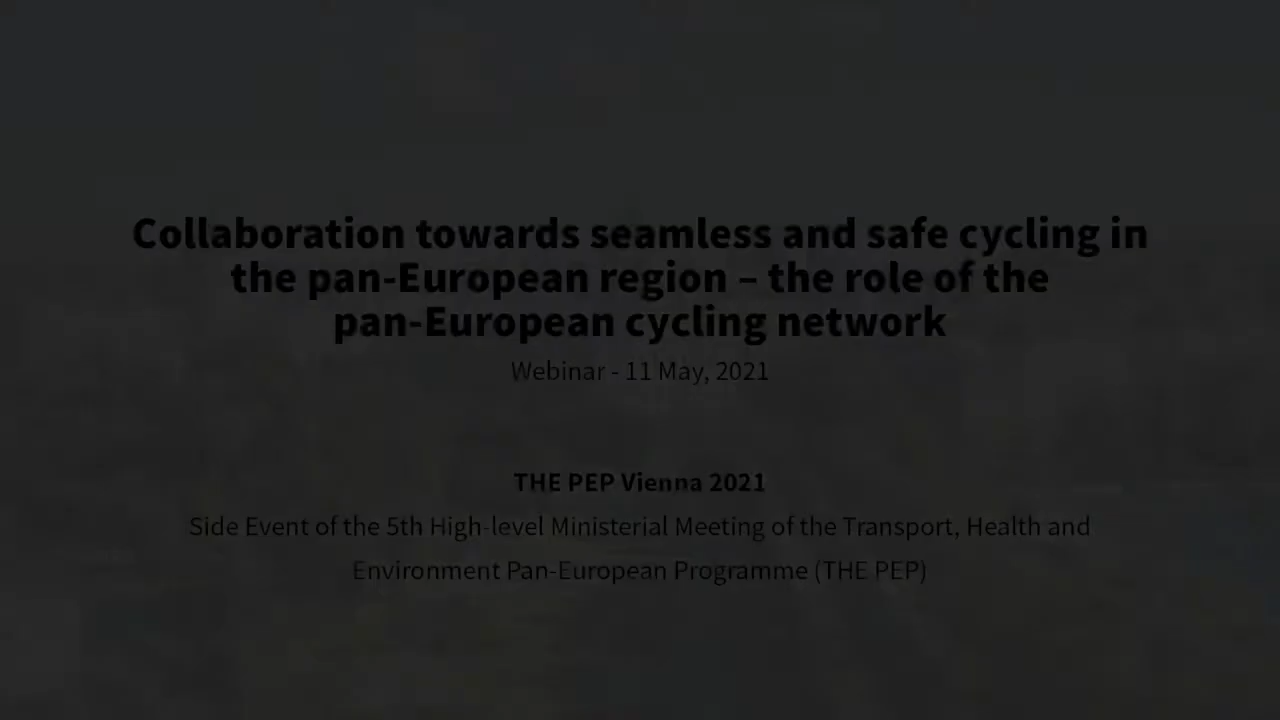 Collaboration towards seamless and safe cycling in
the pan-European region – the role of the
pan-European cycling network
Webinar - 11 May, 2021
THE PEP Vienna 2021
Side Event of the 5th High-level Ministerial Meeting of the Transport, Health and
Environment Pan-European Programme (THE PEP)